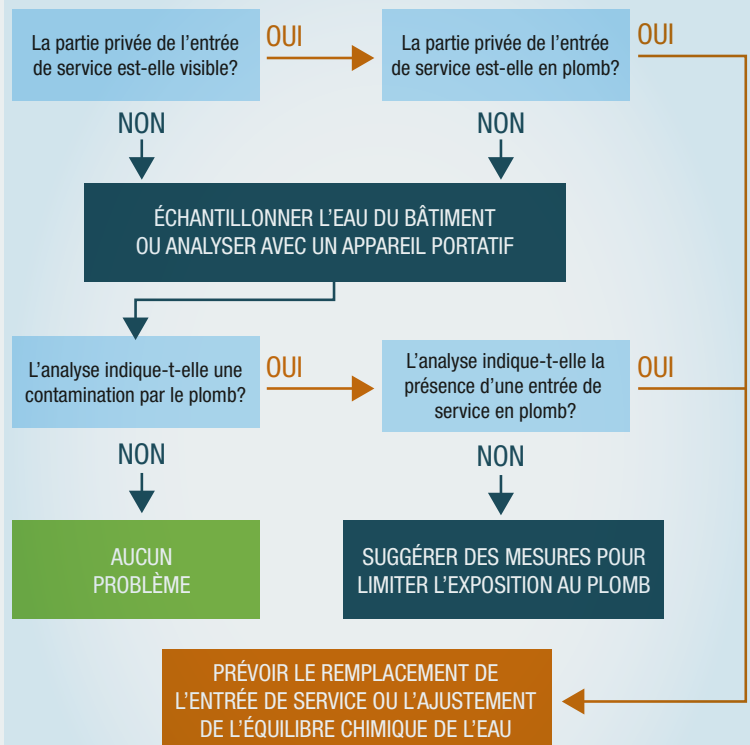 La partie privée de l'entrée
de service est-elle visible?
OUI
La partie privée de l'entrée
de service est-elle en plomb?
OUI
NON
NON
ÉCHANTILLONNER L'EAU DU BÂTIMENT
OU ANALYSER AVEC UN APPAREIL PORTATIF
L'analyse indique-t-elle une
contamination par le plomb?
OUI
L'analyse indique-t-elle la
présence d'une entrée de
service en plomb?
OUI
NON
NON
AUCUN
PROBLÈME
SUGGÉRER DES MESURES POUR
LIMITER L'EXPOSITION AU PLOMB
PRÉVOIR LE REMPLACEMENT DE
L'ENTRÉE DE SERVICE OU L'AJUSTEMENT
DE L'ÉQUILIBRE CHIMIQUE DE L'EAU